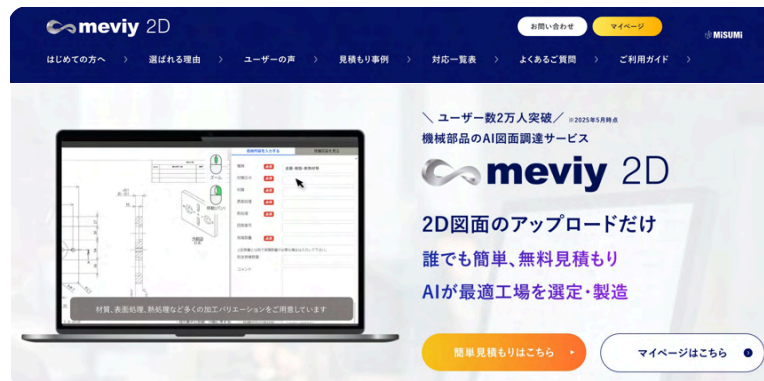 meviy 2D
お問い合わせ
マイページ
MiSUMi
はじめての方へ
選ばれる理由
ユーザーの声
見積もり事例
対応一覧表
よくあるご質問
ご利用ガイド
＼ ユーザー数2万人突破／ ※2025年5月時点
機械部品のAI図面調達サービス
meviy 2D
2D図面のアップロードだけ
誰でも簡単、無料見積もり
AIが最適工場を選定・製造
材質、表面処理、熱処理など多くの加工バリエーションをご用意しています
簡単見積もりはこちら
マイページはこちら